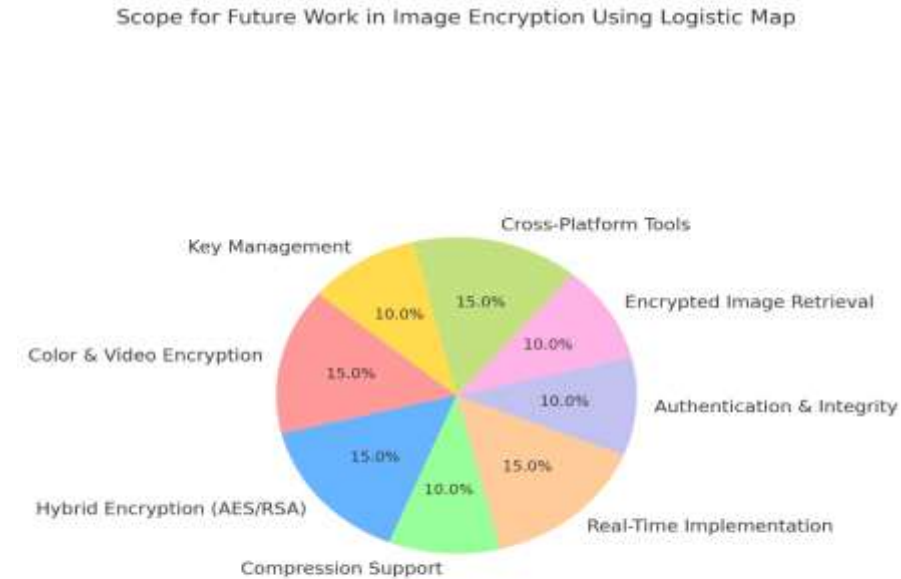 Scope for Future Work in Image Encryption Using Logistic Map
Cross-Platform Tools
Key Management
15.0%
10.0%
Encrypted Image Retrieval
10.0%
Color & Video Encryption
15.0%
10.0%
Authentication & Integrity
15.0%
15.0%
10.0%
Hybrid Encryption (AES/RSA)
Real-Time Implementation
Compression Support